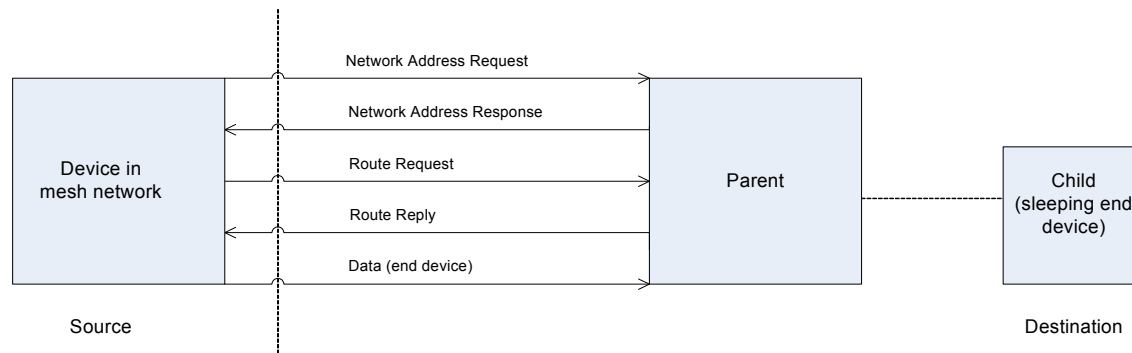 Network Address Request
Network Address Response
Device in
mesh network
Route Request
Parent
Child
(sleeping end
device)
Route Reply
Data (end device)
Source
Destination